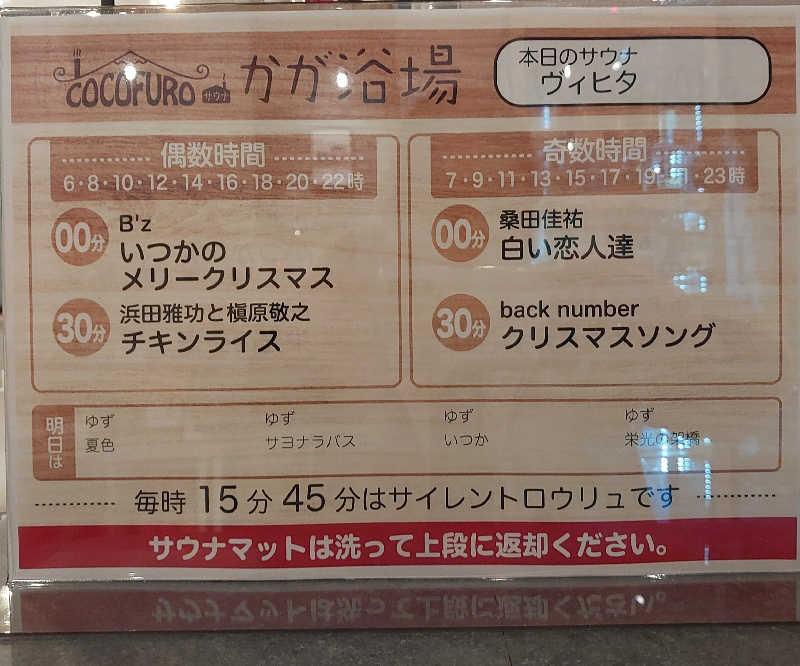 COCOFURO サウナ かが浴場
本日のサウナ
ヴィヒタ
偶数時間
6・8・10・12・14・16・18・20・22時
00分
B'z
いつかの
メリークリスマス
30分
浜田雅功と槇原敬之
チキンライス
奇数時間
7・9・11・13・15・17・19・21・23時
00分
桑田佳祐
白い恋人達
30分
back number
クリスマスソング
明日は
ゆず
夏色
ゆず
サヨナラバス
ゆず
いつか
ゆず
栄光の架橋
毎時 15分 45分はサイレントロウリュです
サウナマットは洗って上段に返却ください。